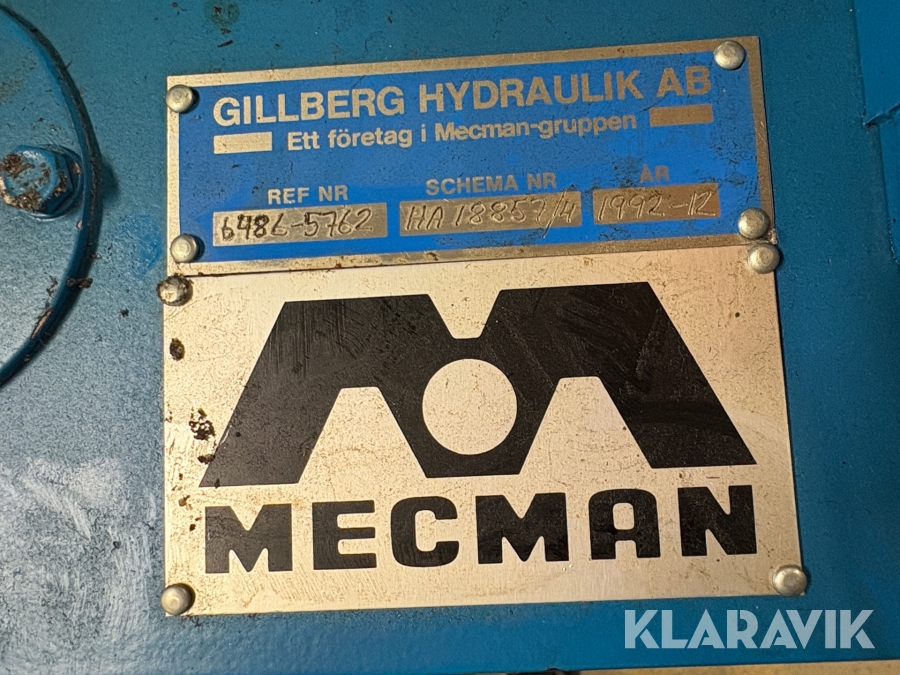 GILLBERG HYDRAULIK AB
Ett företag i Mecman-gruppen
REF NR SCHEMA NR ÅR
6486-5762 HA 18857/4 1992-12
MECMAN
KLARAVIK